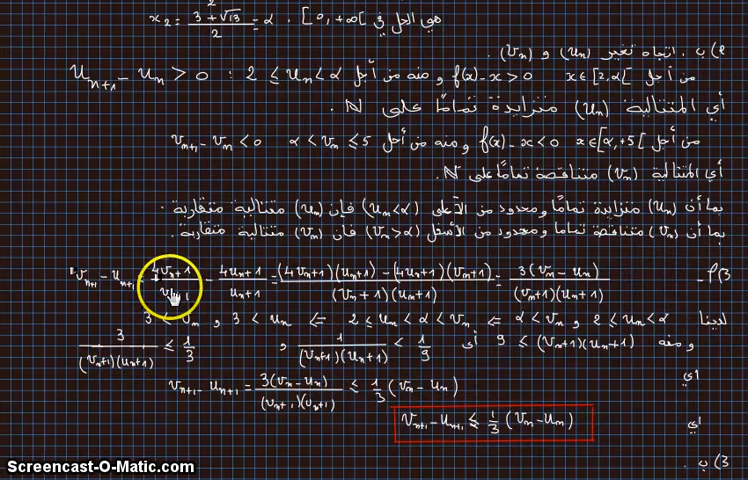 x₂ = (3 + √13)/2 = α هي الحل في [0, +∞[ .
2) ب. اتجاه تغير (Un) و (Vn).
من أجل x∈[2,α[ f(x)-x>0 و منه من أجل 2 ≤ Un < α : Un+1 - Un > 0
أي المتتالية (Un) متزايدة تماما على N
من أجل x∈]α,+5] f(x)-x<0 ومنه من أجل α < Vn ≤ 5 Vn+1 - Vn < 0
أي المتتالية (Vn) متناقصة تماما على N.
بما أن (Un) متزايدة تماما ومحدود من الأعلى (Un<α) فإن (Un) متتالية متقاربة.
بما أن (Vn) متناقصة تماما ومحدود من الأسفل (Vn>α) فان (Vn) متتالية متقاربة.
3) أ- Vn+1 - Un+1 = (4Vn+1)/(Vn+1) - (4Un+1)/(Un+1) = ((4Vn+1)(Un+1) - (4Un+1)(Vn+1))/((Vn+1)(Un+1)) = 3(Vn-Un)/((Vn+1)(Un+1))
لدينا 2 ≤ Un < α و α < Vn ⇐ 2 ≤ Un < α < Vn ⇐ 3 < Un و 3 < Vn
ومنه 9 ≤ (Vn+1)(Un+1) أي 1/((Vn+1)(Un+1)) < 1/9 و 3/((Vn+1)(Un+1)) ≤ 1/3
أي Vn+1 - Un+1 = 3(Vn-Un)/((Vn+1)(Un+1)) ≤ 1/3 (Vn-Un)
أي Vn+1 - Un+1 ≤ 1/3 (Vn-Un)
3) ب.
Screencast-O-Matic.com